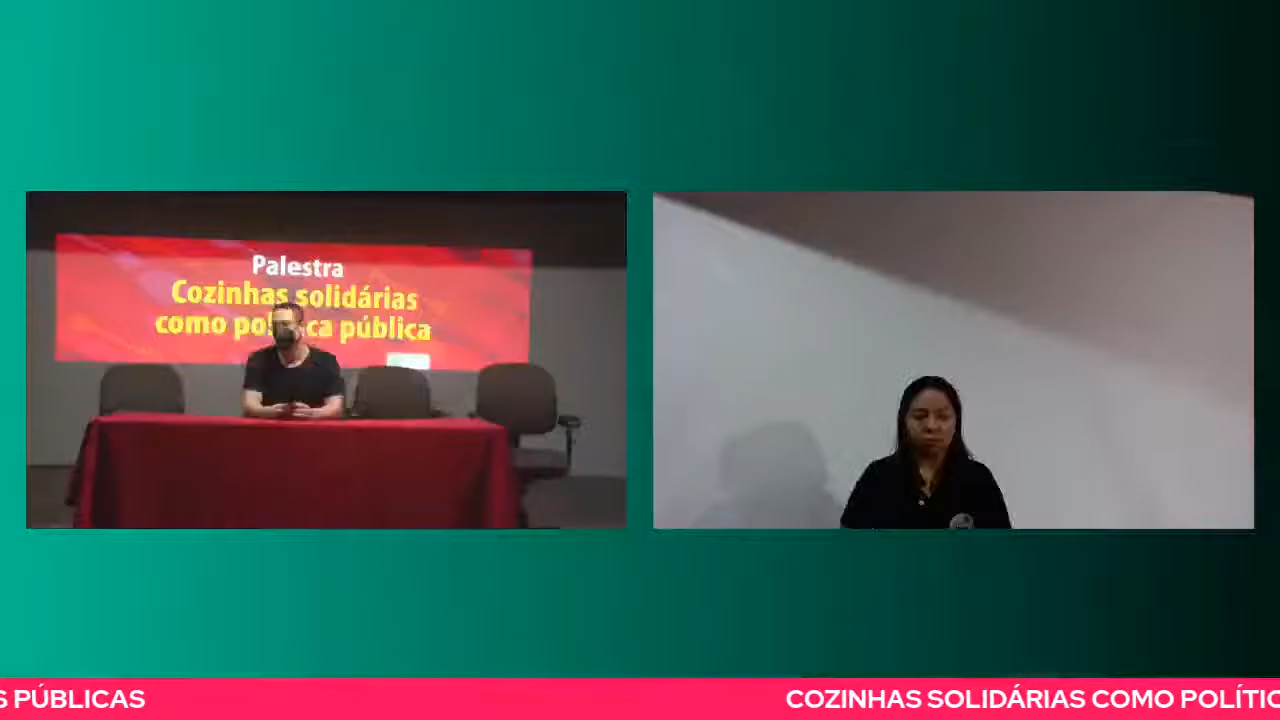 Palestra
Cozinhas solidárias
como po ca pública
S PÚBLICAS
COZINHAS SOLIDÁRIAS COMO POLÍTIC